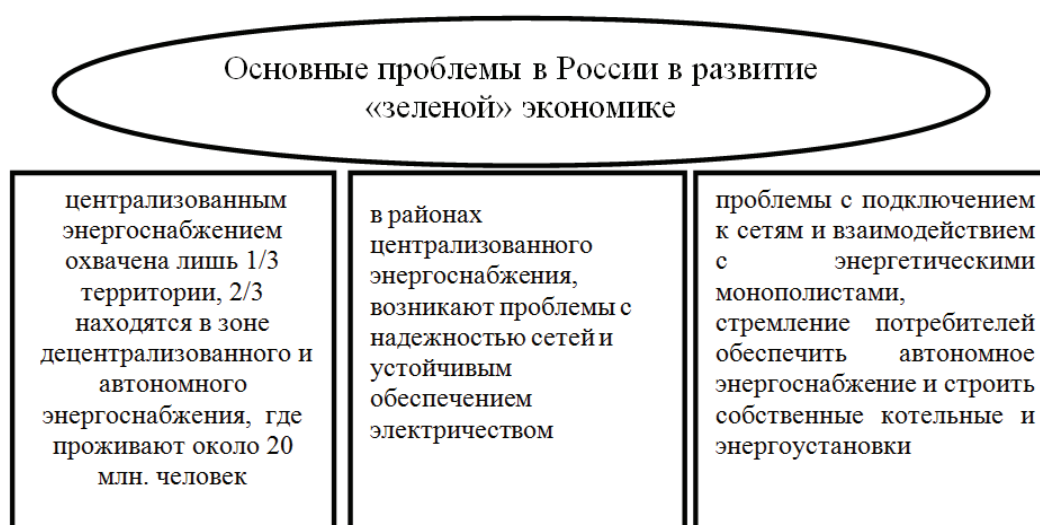 Основные проблемы в России в развитие
«зеленой» экономике
централизованным
энергоснабжением
охвачена лишь 1/3
территории, 2/3
находятся в зоне
децентрализованного и
автономного
энергоснабжения, где
проживают около 20
млн. человек
в районах
централизованного
энергоснабжения,
возникают проблемы с
надежностью сетей и
устойчивым
обеспечением
электричеством
проблемы с подключением
к сетям и взаимодействием
с энергетическими
монополистами,
стремление потребителей
обеспечить автономное
энергоснабжение и строить
собственные котельные и
энергоустановки